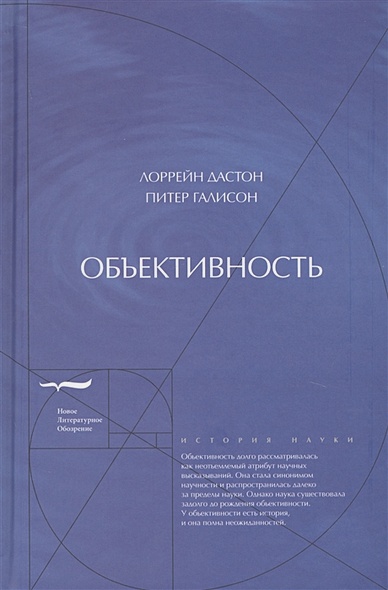 ЛОРРЕЙН ДАСТОН
ПИТЕР ГАЛИСОН
ОБЪЕКТИВНОСТЬ
Новое
Литературное
Обозрение
ИСТОРИЯ НАУКИ
Объективность долго рассматривалась
как неотъемлемый атрибут научных
высказываний. Она стала синонимом
научности и распространилась далеко
за пределы науки. Однако наука существовала
задолго до рождения объективности.
У объективности есть история,
и она полна неожиданностей.